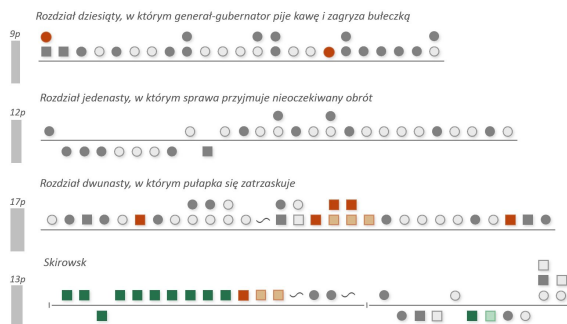 Rozdział dziesiąty, w którym generał-gubernator pije kawę i zagryza bułeczką
9p
Rozdział jedenasty, w którym sprawa przyjmuje nieoczekiwany obrót
12p
Rozdział dwunasty, w którym pułapka się zatrzaskuje
17p
Skirowsk
13p